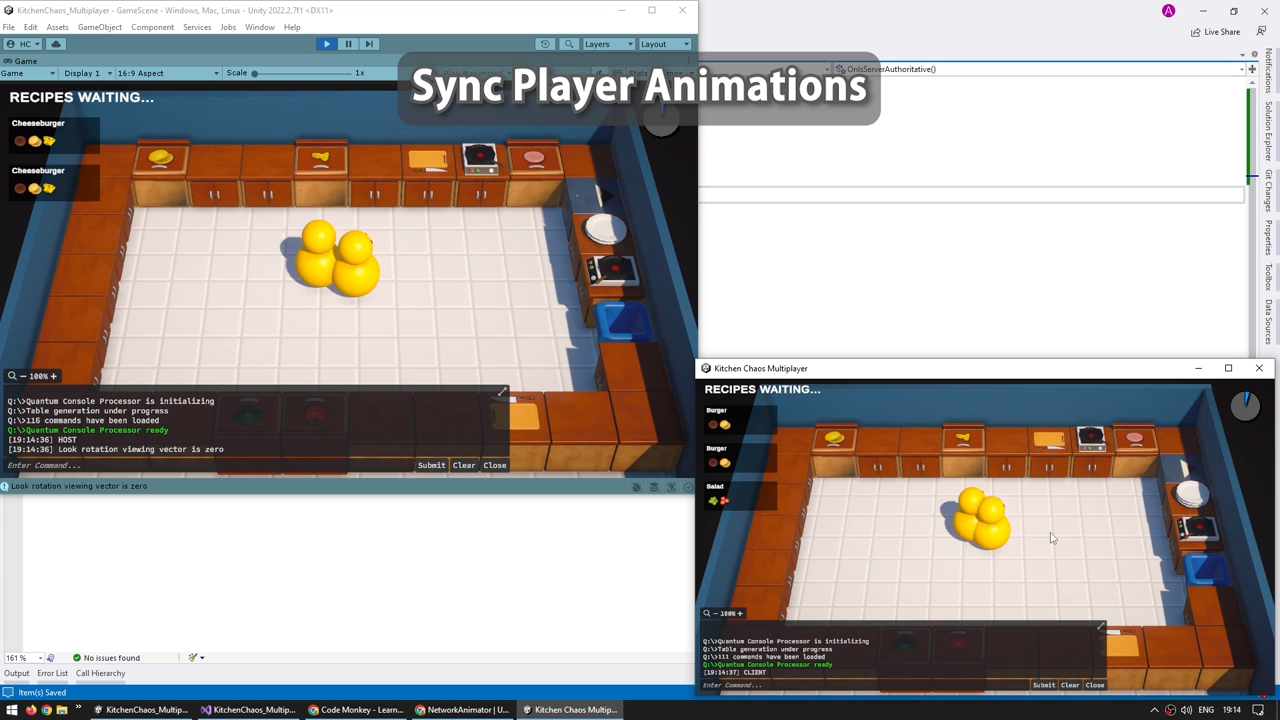 KitchenChaos_Multiplayer - GameScene - Windows, Mac, Linux - Unity 2022.2.7f1 <DX11>
File Edit Assets GameObject Component Services Jobs Window Help
HC
Layers
Layout
Live Share
Game
Game Display 1 16:9 Aspect Scale 1x
OnIsServerAuthoritative()
Sync Player Animations
RECIPES WAITING...
Cheeseburger
Cheeseburger
100%
Q:\>Quantum Console Processor is initializing
Q:\>Table generation under progress
Q:\>116 commands have been loaded
Q:\>Quantum Console Processor ready
[19:14:36] HOST
[19:14:36] Look rotation viewing vector is zero
Enter Command...
Submit Clear Close
Look rotation viewing vector is zero
Notifications
Solution Explorer
Git Changes
Properties
Toolbox
Data Sources
Kitchen Chaos Multiplayer
RECIPES WAITING...
Burger
Burger
Salad
100%
Q:\>Quantum Console Processor is initializing
Q:\>Table generation under progress
Q:\>111 commands have been loaded
Q:\>Quantum Console Processor ready
[19:14:37] CLIENT
Enter Command...
Submit Clear Close
161 %
No issues found
Output Error List Call Hierarchy
Item(s) Saved
KitchenChaos_Multip...
KitchenChaos_Multip...
Code Monkey - Learn...
NetworkAnimator | U...
Kitchen Chaos Multip...
ENG
19:14